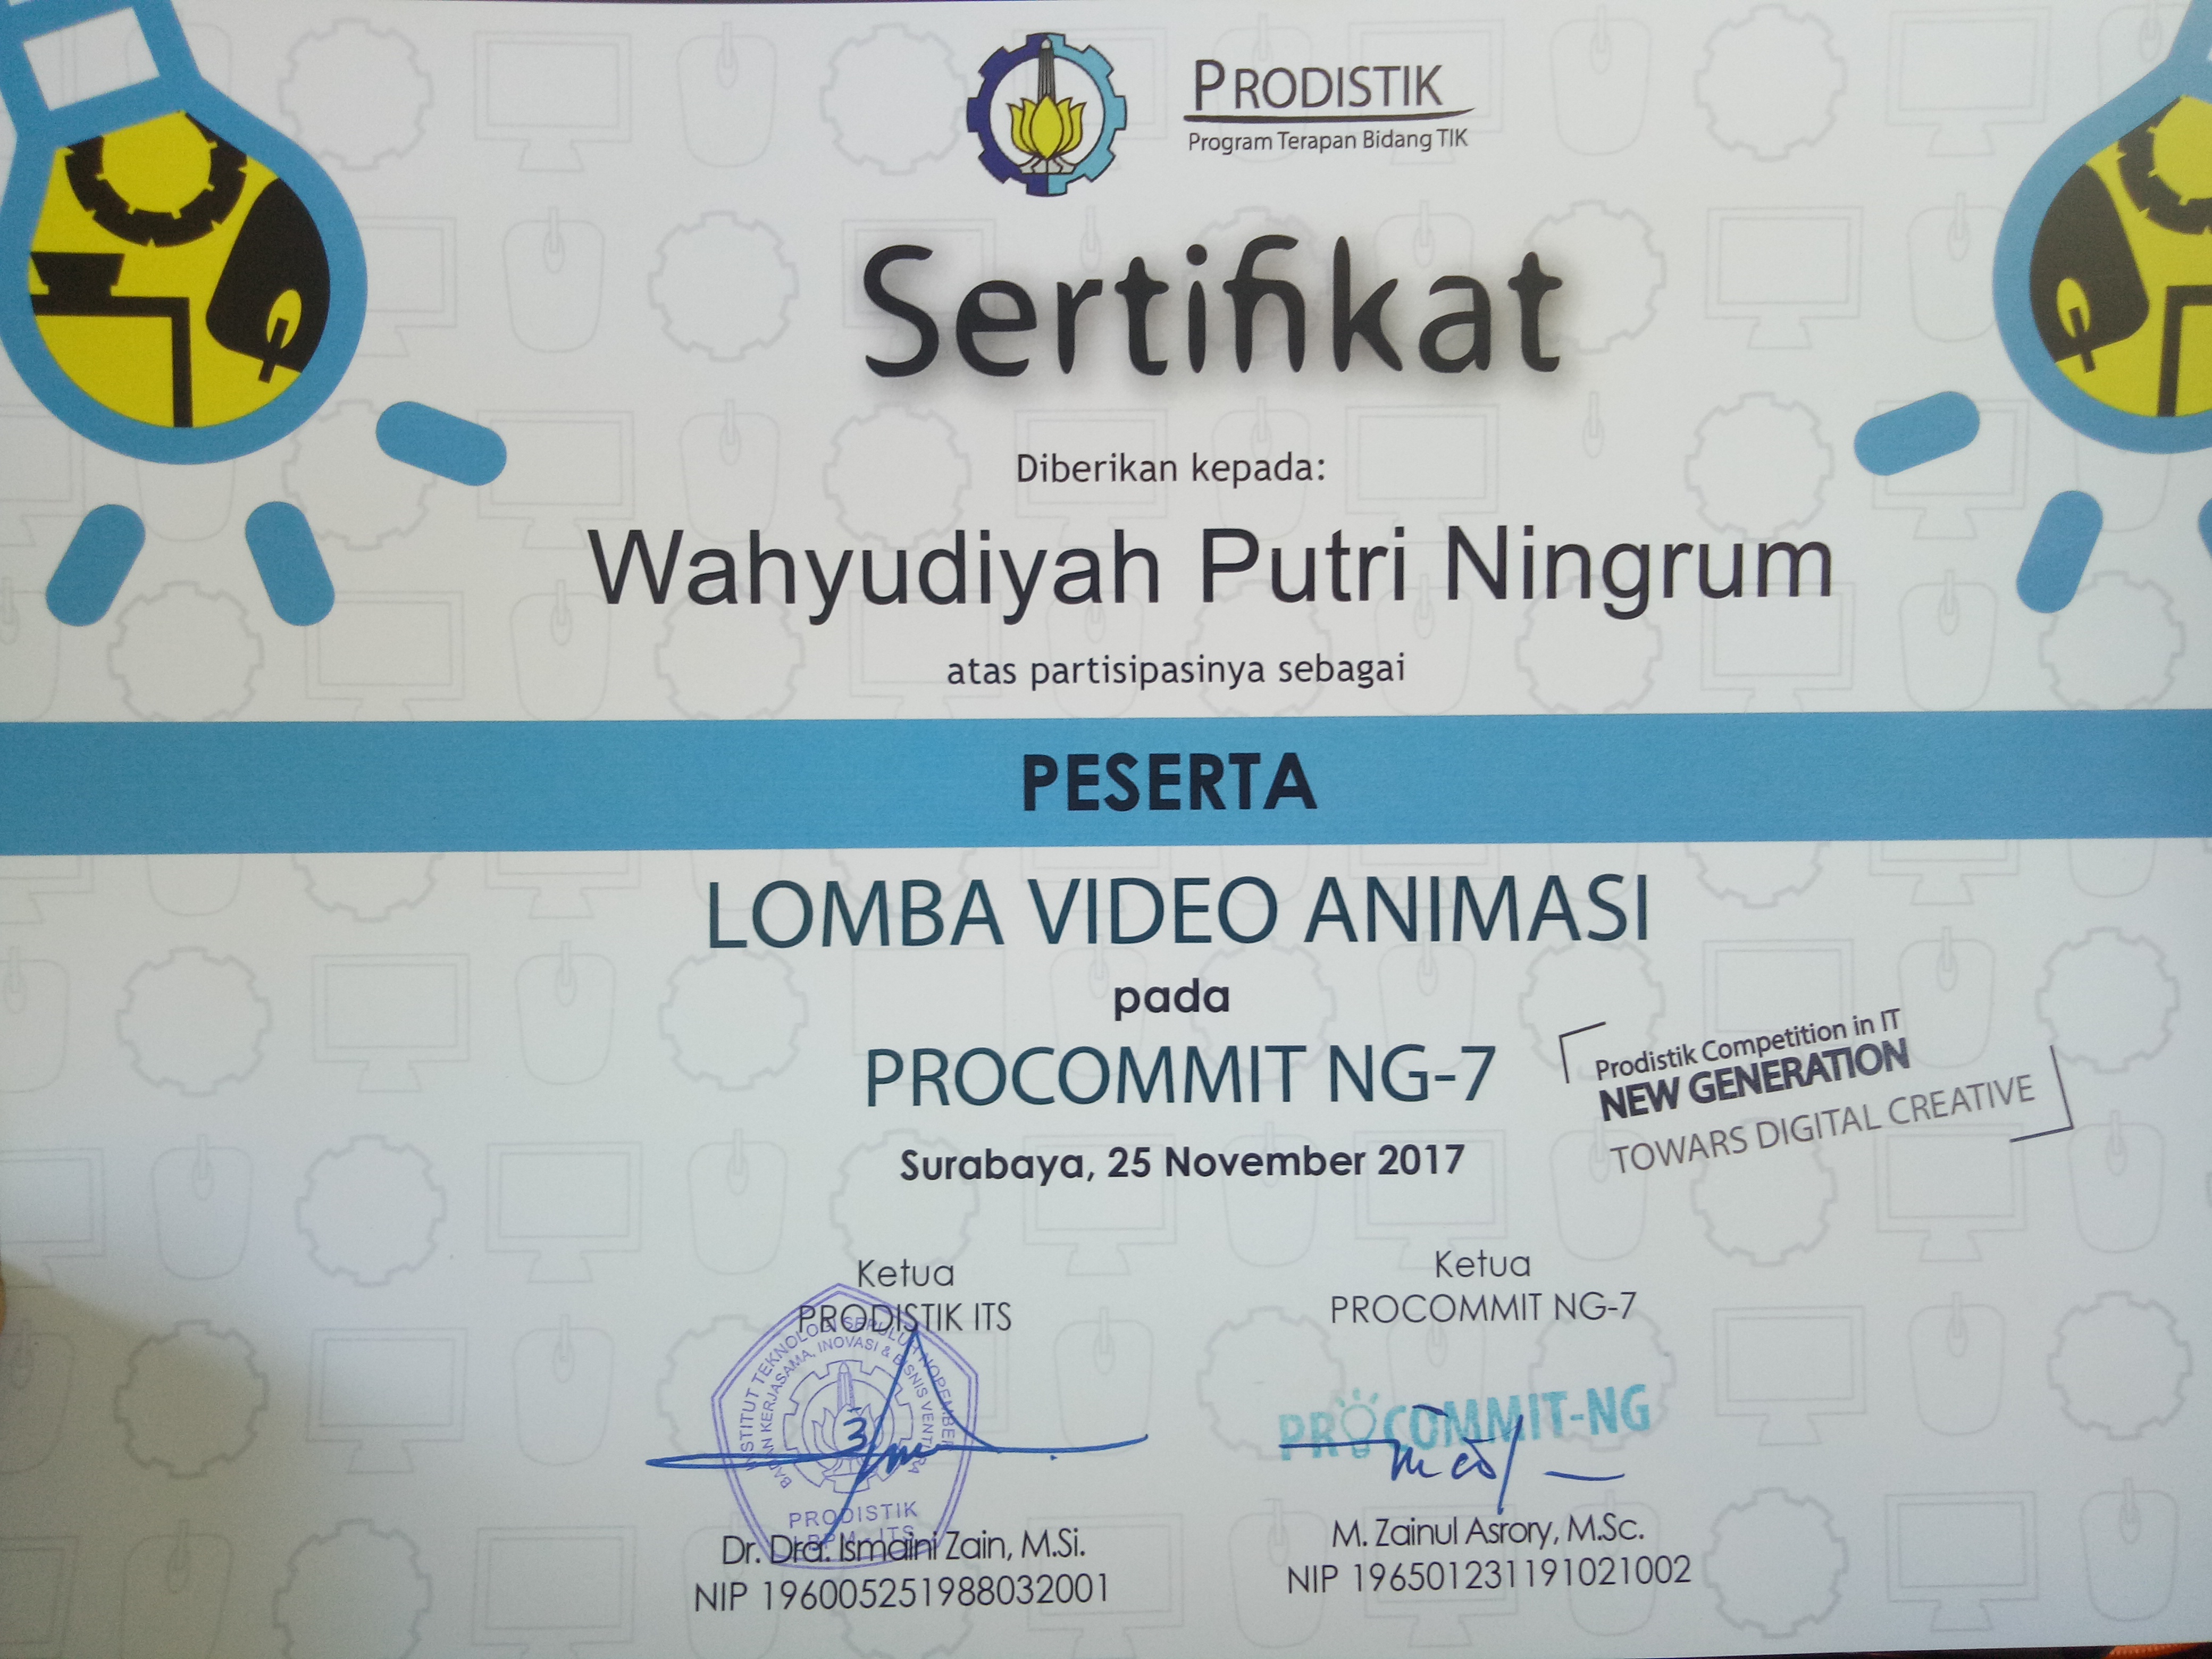 PRODISTIK
Program Terapan Bidang TIK
Sertifikat
Diberikan kepada:
Wahyudiyah Putri Ningrum
atas partisipasinya sebagai
PESERTA
LOMBA VIDEO ANIMASI
pada
PROCOMMIT NG-7
Prodistik Competition in IT
NEW GENERATION
TOWARS DIGITAL CREATIVE
Surabaya, 25 November 2017
Ketua
PRODISTIK ITS
INSTITUT TEKNOLOGI SEPULUH NOPEMBER
BADAN KERJASAMA, INOVASI & BISNIS VENTURA
PRODISTIK
ITS
Dr. Dra. Ismaini Zain, M.Si.
NIP 196005251988032001
Ketua
PROCOMMIT NG-7
PROCOMMIT-NG
M. Zainul Asrory, M.Sc.
NIP 196501231191021002